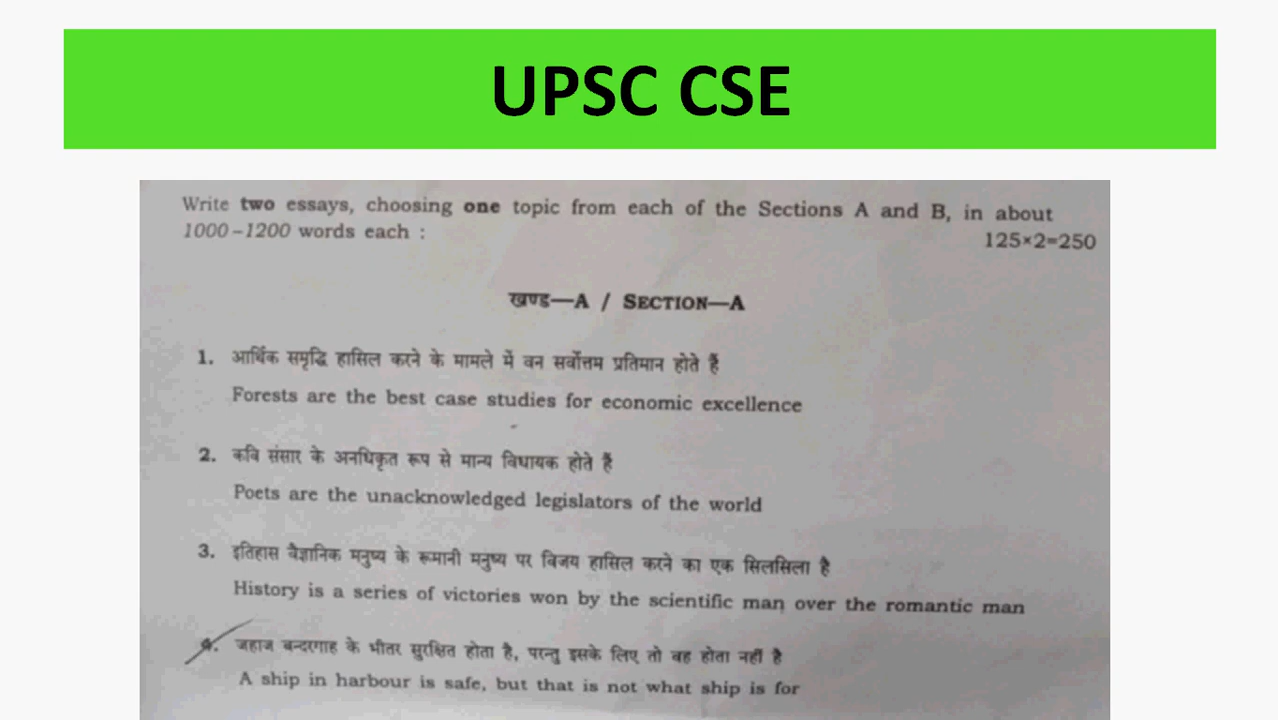 UPSC CSE
Write two essays, choosing one topic from each of the Sections A and B, in about
1000-1200 words each :
125×2=250
खण्ड—A / SECTION—A
1. आर्थिक समृद्धि हासिल करने के मामले में वन सर्वोत्तम प्रतिमान होते हैं
Forests are the best case studies for economic excellence
2. कवि संसार के अनधिकृत रूप से मान्य विधायक होते हैं
Poets are the unacknowledged legislators of the world
3. इतिहास वैज्ञानिक मनुष्य के रूमानी मनुष्य पर विजय हासिल करने का एक सिलसिला है
History is a series of victories won by the scientific man over the romantic man
4. जहाज बन्दरगाह के भीतर सुरक्षित होता है, परन्तु इसके लिए तो वह होता नहीं है
A ship in harbour is safe, but that is not what ship is for